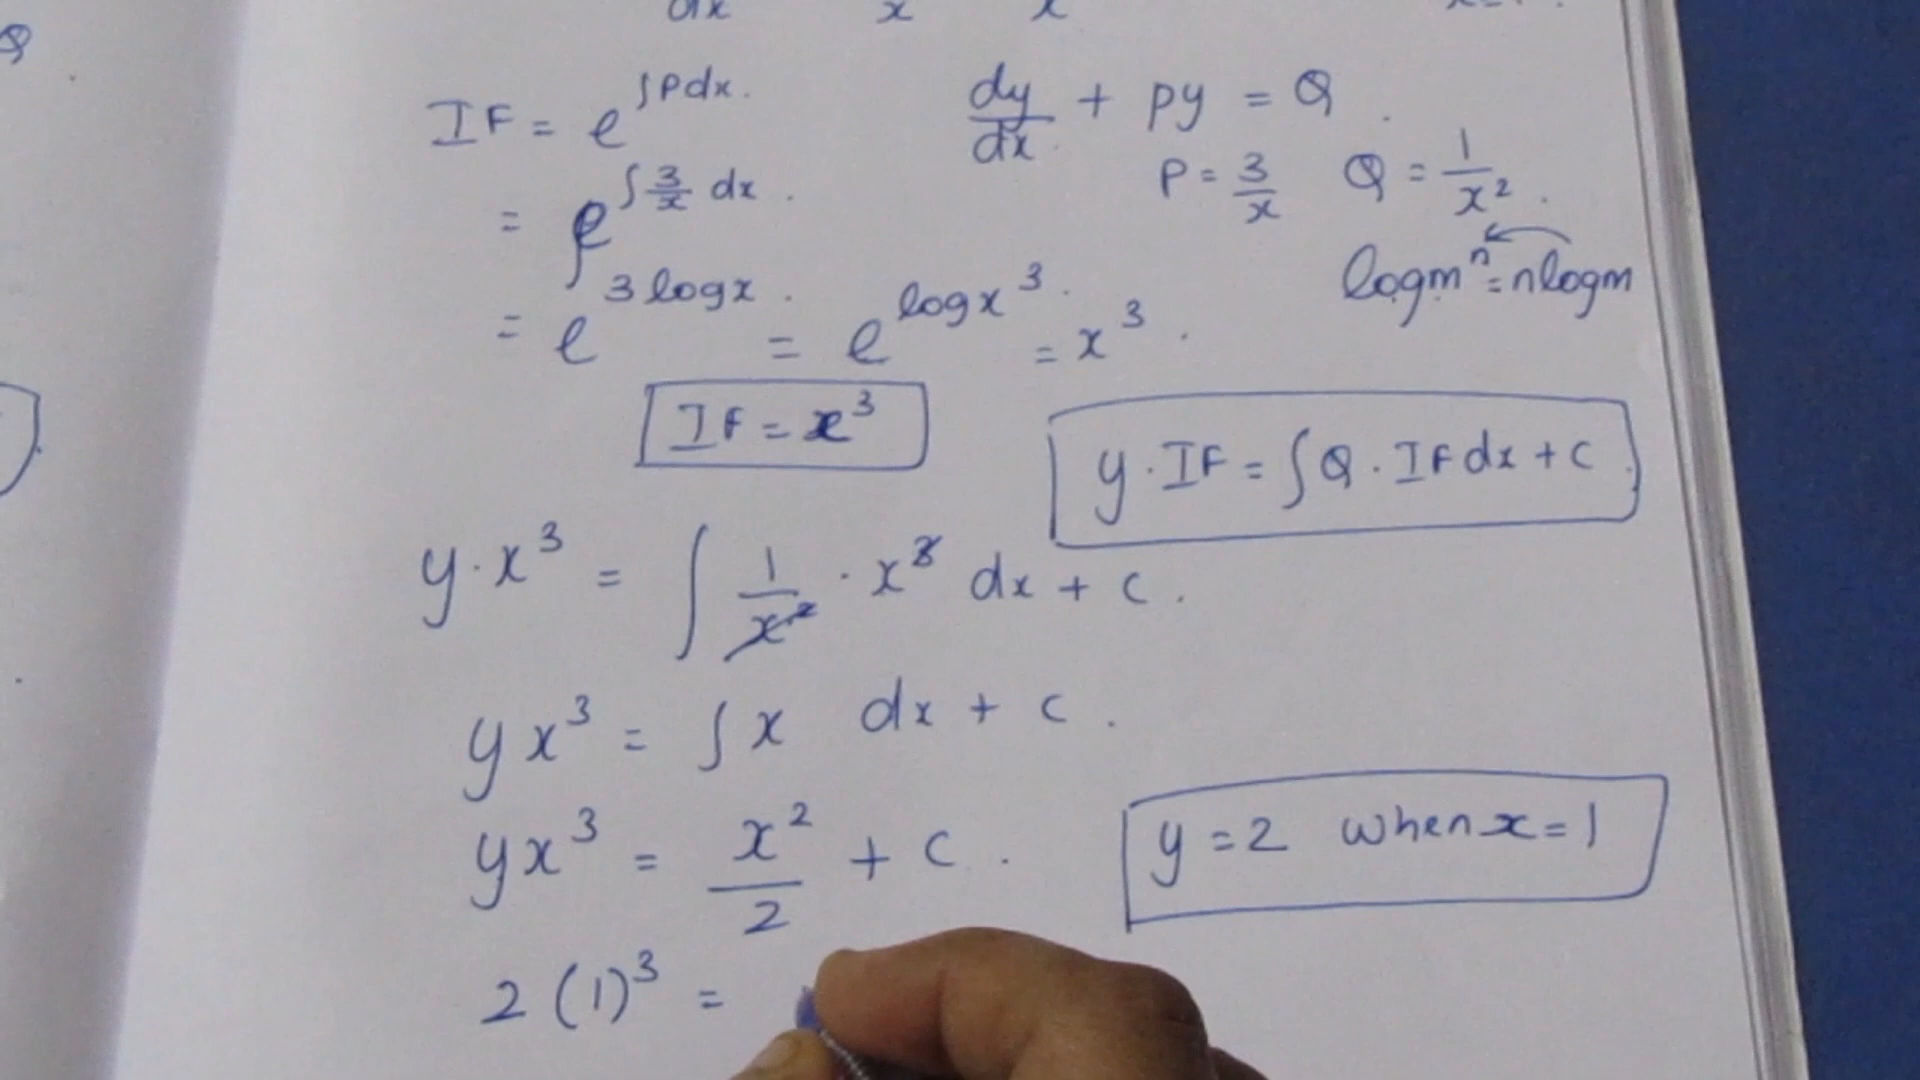 Q
dx x x
IF = e^∫Pdx. dy/dx + py = Q.
= e^∫3/x dx. P = 3/x Q = 1/x².
= e^3logx. = e^logx³. = x³. logmⁿ = nlogm
IF = x³ y·IF = ∫Q·IFdx + c.
y·x³ = ∫ 1/x² · x³ dx + c.
yx³ = ∫x dx + c.
yx³ = x²/2 + c. y = 2 when x = 1
2(1)³ =